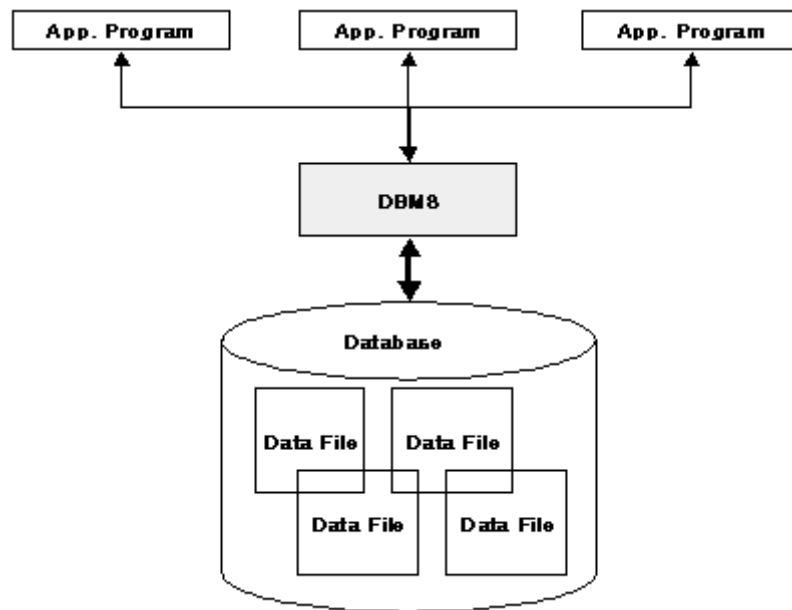 App. Program
App. Program
App. Program
DBMS
Database
Data File
Data File
Data File
Data File